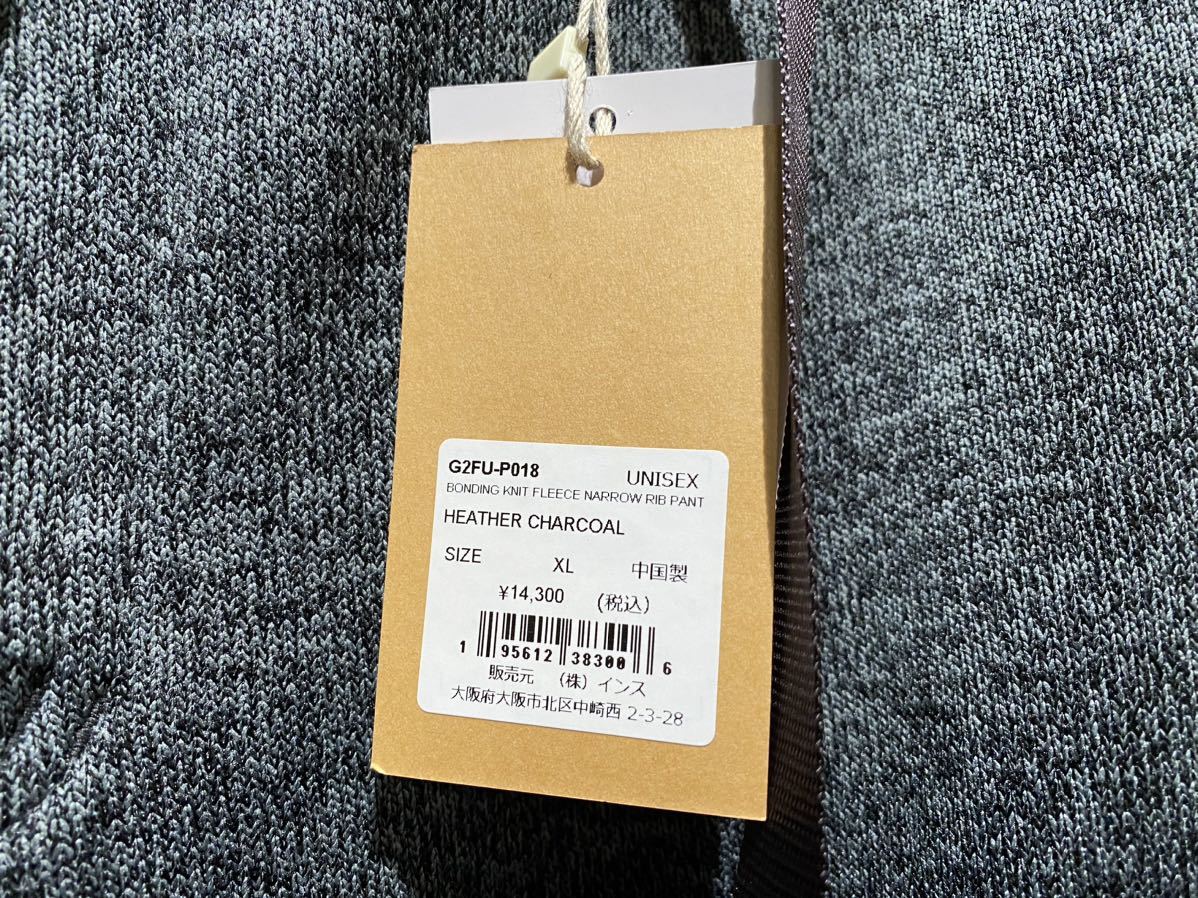 G2FU-P018 UNISEX
BONDING KNIT FLEECE NARROW RIB PANT
HEATHER CHARCOAL
SIZE XL 中国製
¥14,300 (税込)
1 95612 38300 6
販売元 （株）インス
大阪府大阪市北区中崎西 2-3-28